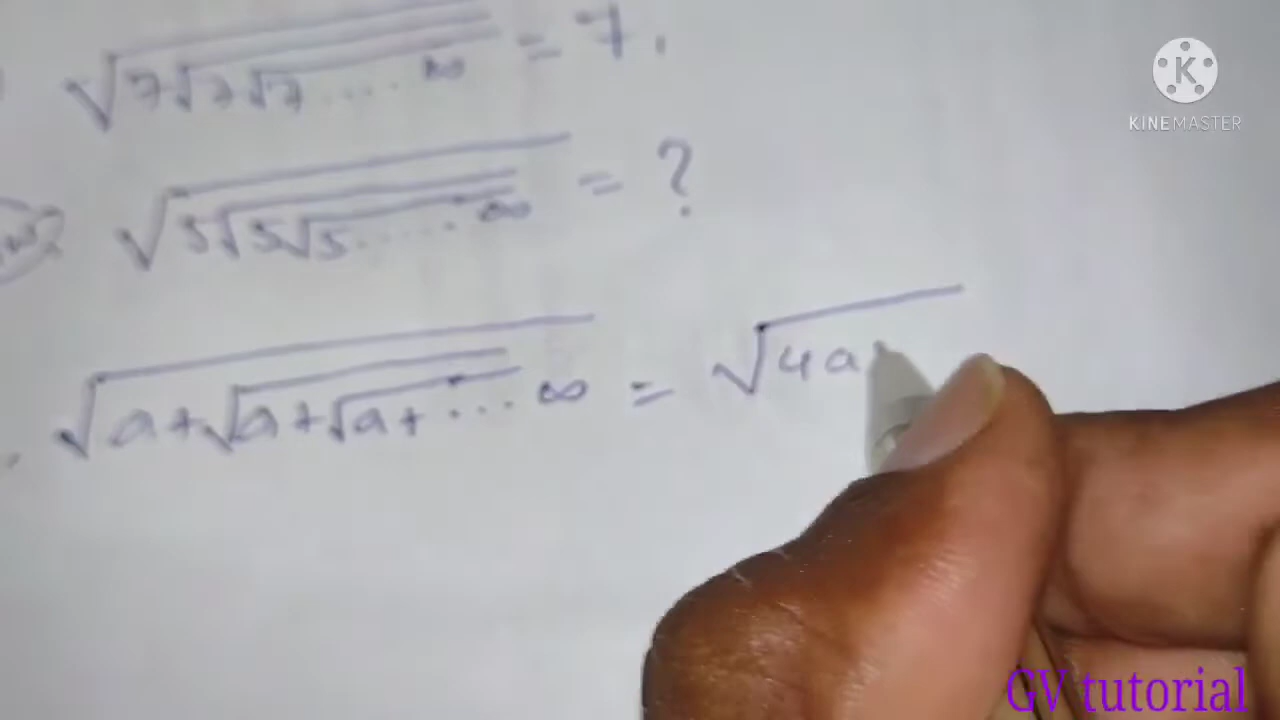 √7√7√7.....∞ = 7.
KINEMASTER
√5√5√5......∞ = ?
√a+√a+√a+...∞ = √4a
GV tutorial